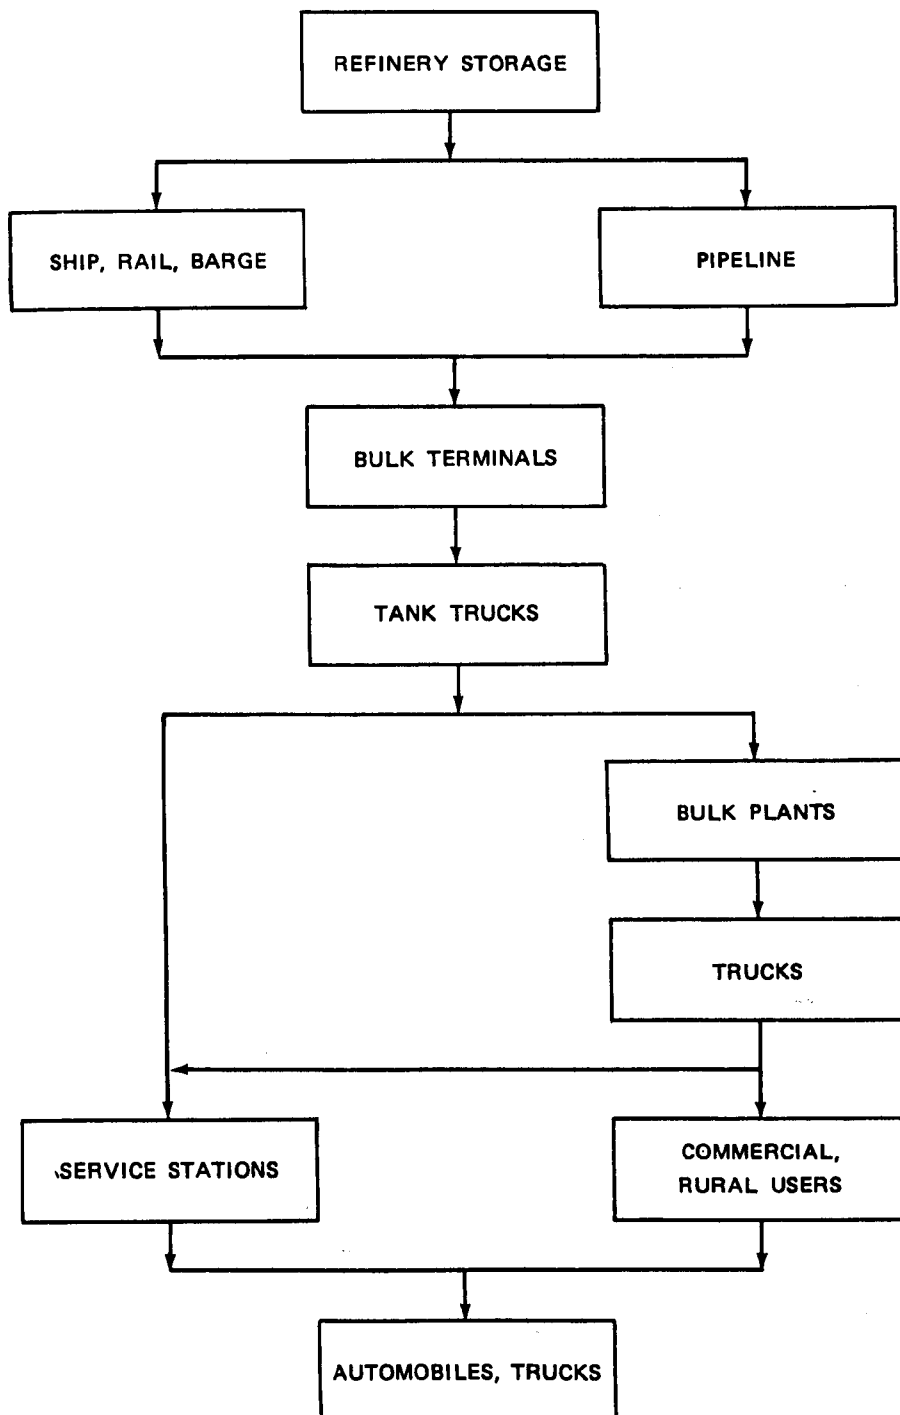 REFINERY STORAGE
SHIP, RAIL, BARGE
PIPELINE
BULK TERMINALS
TANK TRUCKS
BULK PLANTS
TRUCKS
SERVICE STATIONS
COMMERCIAL,
RURAL USERS
AUTOMOBILES, TRUCKS